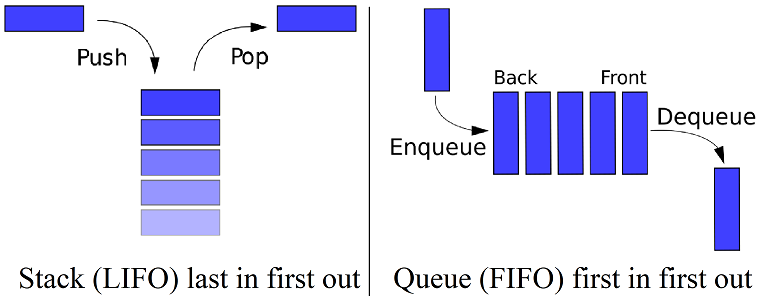 Push
Pop
Stack (LIFO) last in first out
Back
Front
Enqueue
Dequeue
Queue (FIFO) first in first out